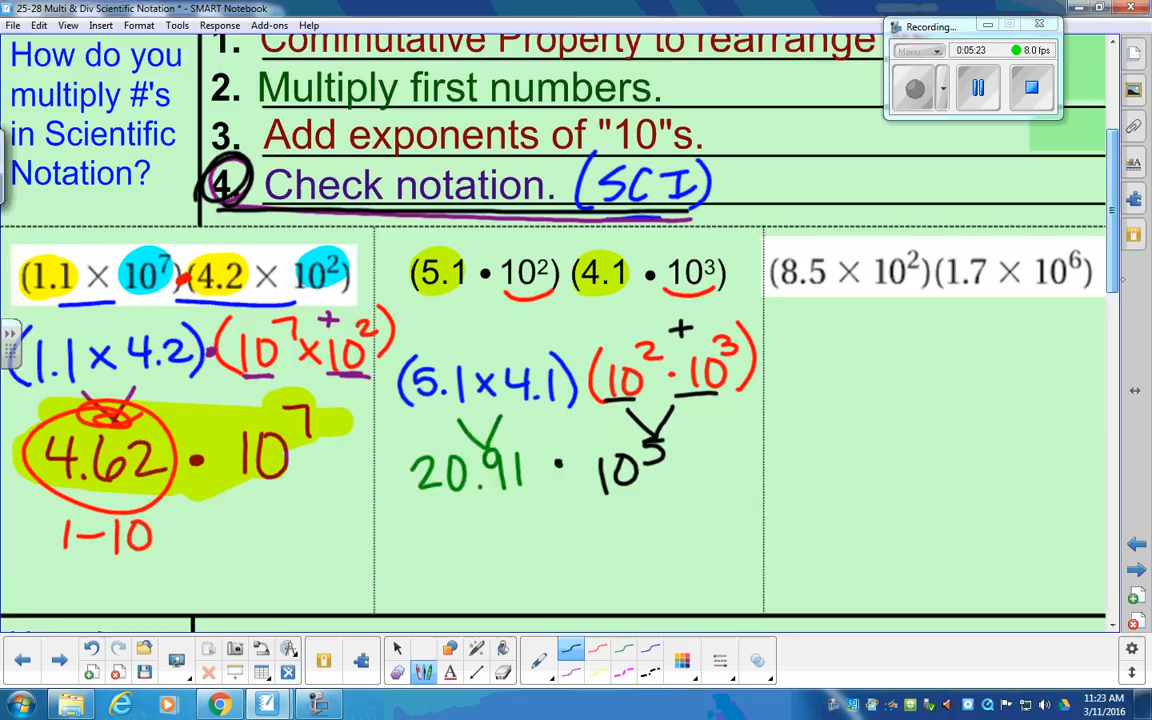 25-28 Multi & Div Scientific Notation * - SMART Notebook
File Edit View Insert Format Tools Response Add-ons Help
Recording...
Menu 0:05:23 8.0 fps
How do you
multiply #'s
in Scientific
Notation?
1. Commutative Property to rearrange
2. Multiply first numbers.
3. Add exponents of "10"s.
4. Check notation. (SCI)
(1.1 × 10⁷)•(4.2 × 10²)
(1.1 x 4.2)•(10⁷ x 10²)
+
4.62 • 10⁷
1-10
(5.1 • 10²) (4.1 • 10³)
+
(5.1 x 4.1) (10² · 10³)
20.91 · 10⁵
(8.5 × 10²)(1.7 × 10⁶)
11:23 AM
3/11/2016